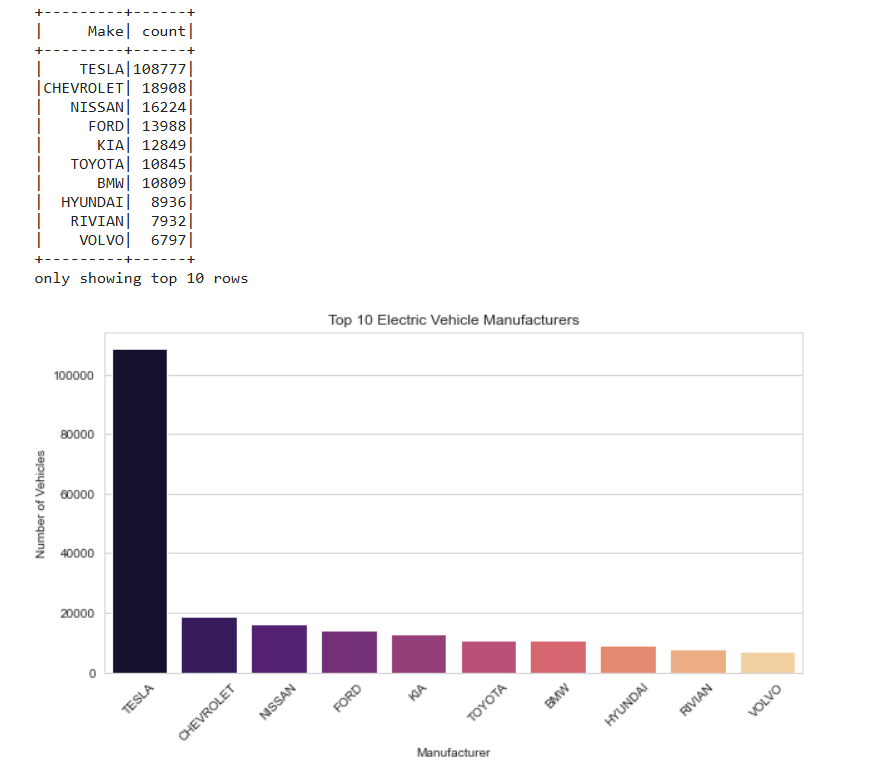 +---------+------+
|     Make| count|
+---------+------+
|    TESLA|108777|
|CHEVROLET| 18908|
|   NISSAN| 16224|
|     FORD| 13988|
|      KIA| 12849|
|   TOYOTA| 10845|
|      BMW| 10809|
|  HYUNDAI|  8936|
|   RIVIAN|  7932|
|    VOLVO|  6797|
+---------+------+
only showing top 10 rows
Top 10 Electric Vehicle Manufacturers
Number of Vehicles
100000
80000
60000
40000
20000
0
TESLA
CHEVROLET
NISSAN
FORD
KIA
TOYOTA
BMW
HYUNDAI
RIVIAN
VOLVO
Manufacturer